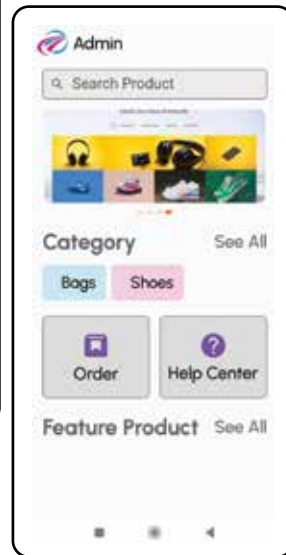 Admin
Search Product
Category See All
Bags Shoes
Order Help Center
Feature Product See All